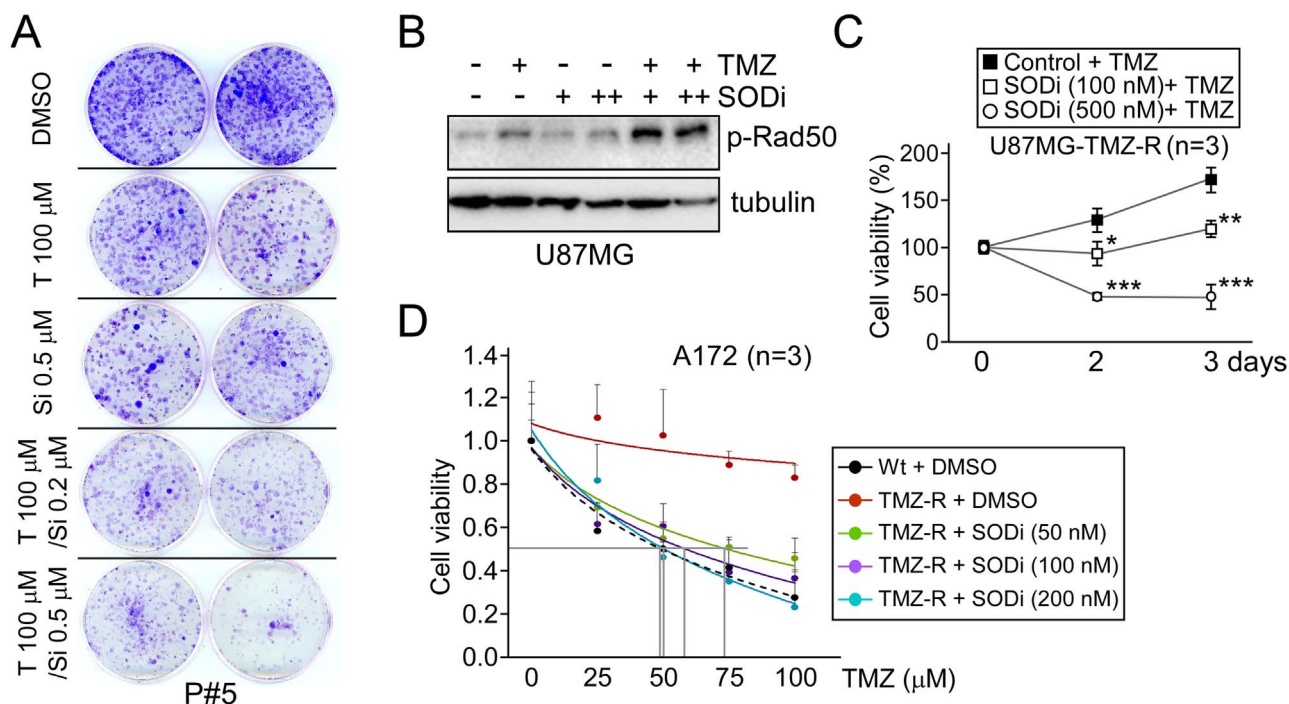 A
DMSO
T 100 µM
Si 0.5 µM
T 100 µM
/Si 0.2 µM
T 100 µM
/Si 0.5 µM
P#5
B
- + - - + + TMZ
- - + ++ + ++ SODi
p-Rad50
tubulin
U87MG
C
Control + TMZ
SODi (100 nM)+ TMZ
SODi (500 nM)+ TMZ
U87MG-TMZ-R (n=3)
Cell viability (%)
200
150
100
50
0
*
**
***
***
0 2 3 days
D
A172 (n=3)
Cell viability
1.4
1.2
1.0
0.8
0.6
0.4
0.2
0.0
0 25 50 75 100 TMZ (µM)
Wt + DMSO
TMZ-R + DMSO
TMZ-R + SODi (50 nM)
TMZ-R + SODi (100 nM)
TMZ-R + SODi (200 nM)